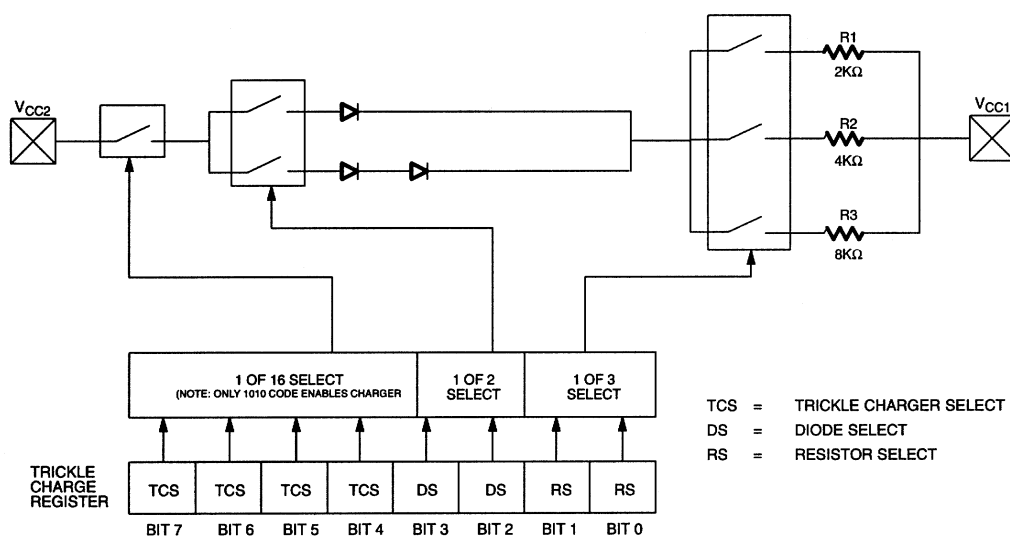 R1
2KΩ
VCC2
VCC1
R2
4KΩ
R3
8KΩ
1 OF 16 SELECT
(NOTE: ONLY 1010 CODE ENABLES CHARGER
1 OF 2
SELECT
1 OF 3
SELECT
TCS = TRICKLE CHARGER SELECT
DS = DIODE SELECT
RS = RESISTOR SELECT
TRICKLE
CHARGE
REGISTER
TCS TCS TCS TCS DS DS RS RS
BIT 7 BIT 6 BIT 5 BIT 4 BIT 3 BIT 2 BIT 1 BIT 0